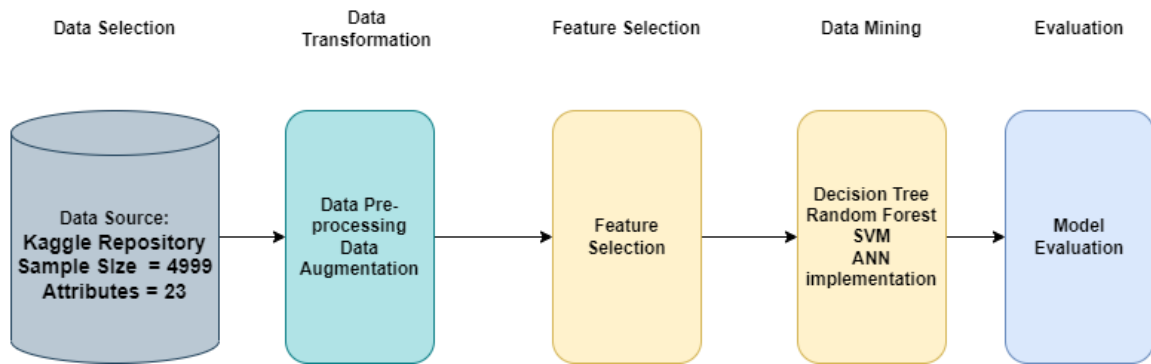 Data Selection
Data
Transformation
Feature Selection
Data Mining
Evaluation
Data Source:
Kaggle Repository
Sample SIze = 4999
Attributes = 23
Data Pre-
processing
Data
Augmentation
Feature
Selection
Decision Tree
Random Forest
SVM
ANN
implementation
Model
Evaluation